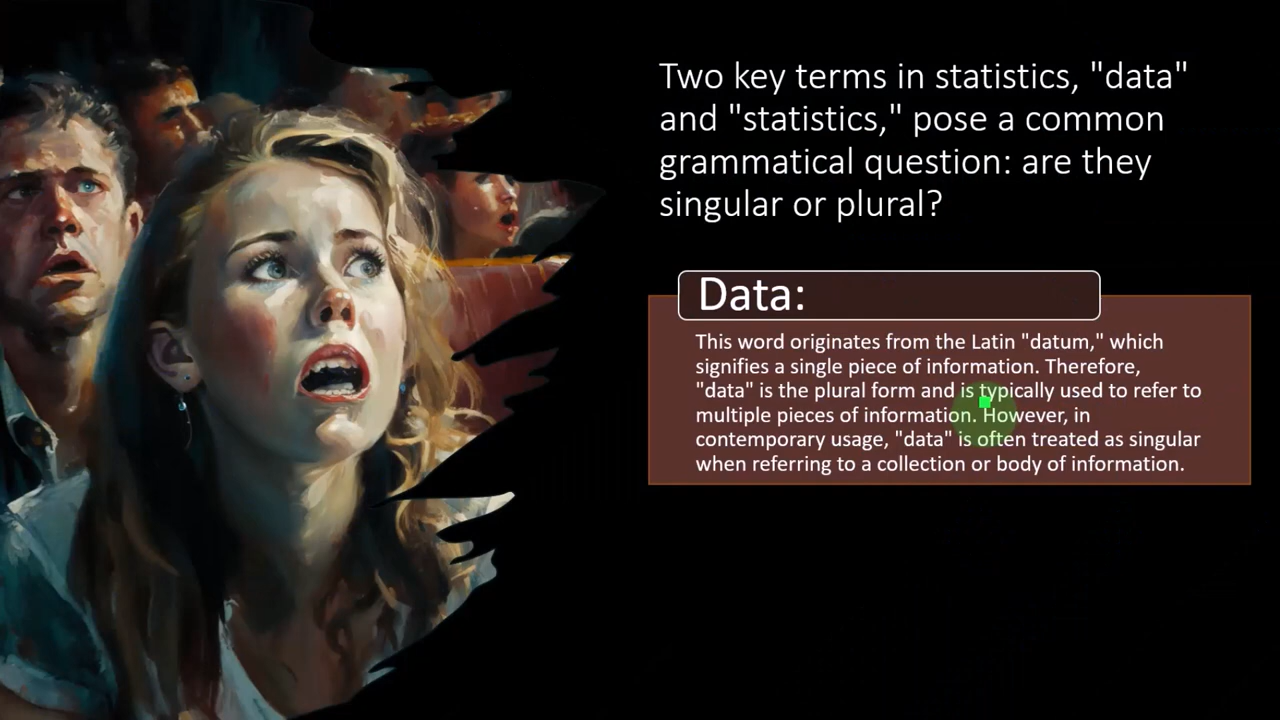 Two key terms in statistics, "data"
and "statistics," pose a common
grammatical question: are they
singular or plural?
Data:
This word originates from the Latin "datum," which
signifies a single piece of information. Therefore,
"data" is the plural form and is typically used to refer to
multiple pieces of information. However, in
contemporary usage, "data" is often treated as singular
when referring to a collection or body of information.